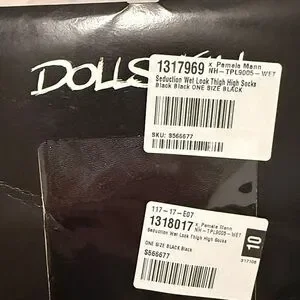 DOLLS
1317969 x Pamela Mann
NH-TPL9005-WET
Seduction Wet Look Thigh High Socks
Black Black ONE SIZE BLACK
SKU: S566677
117-17-E07
1318017 x Pamela Mann
NH-TPL9005-WET
Seduction Wet Look Thigh High Socks
ONE SIZE BLACK Black
S566677
10